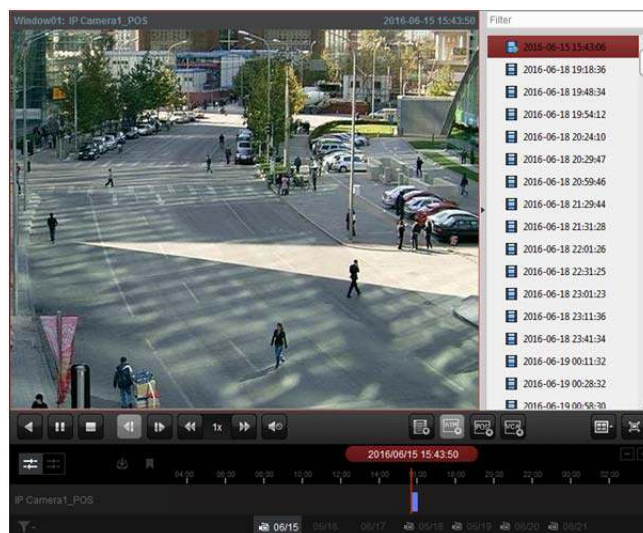 Window01: IP Camera1_POS
2016-06-15 15:43:50
Filter
2016-06-15 15:43:06
2016-06-18 19:18:36
2016-06-18 19:48:34
2016-06-18 19:54:12
2016-06-18 20:24:10
2016-06-18 20:29:47
2016-06-18 20:59:46
2016-06-18 21:29:44
2016-06-18 21:31:28
2016-06-18 22:01:26
2016-06-18 22:31:25
2016-06-18 23:01:23
2016-06-18 23:11:36
2016-06-18 23:41:34
2016-06-19 00:11:32
2016-06-19 00:28:32
2016-06-19 00:58:30
1x
ATM
POS
VCA
2016/06/15 15:43:50
04:00 06:00 08:00 10:00 12:00 14:00 16:00 18:00 20:00 22:00 00:00 02:00
IP Camera1_POS
06/15 06/16 06/17 06/18 06/19 06/20 06/21